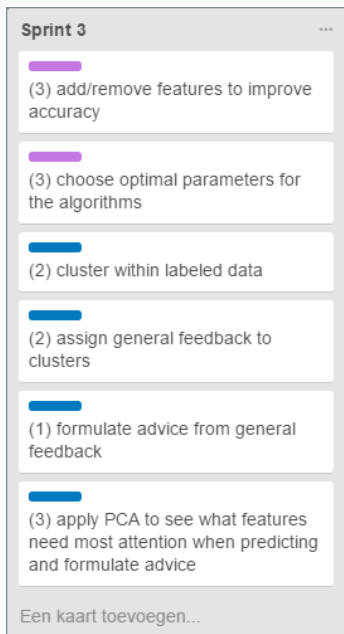 Sprint 3
(3) add/remove features to improve
accuracy
(3) choose optimal parameters for
the algorithms
(2) cluster within labeled data
(2) assign general feedback to
clusters
(1) formulate advice from general
feedback
(3) apply PCA to see what features
need most attention when predicting
and formulate advice
Een kaart toevoegen...